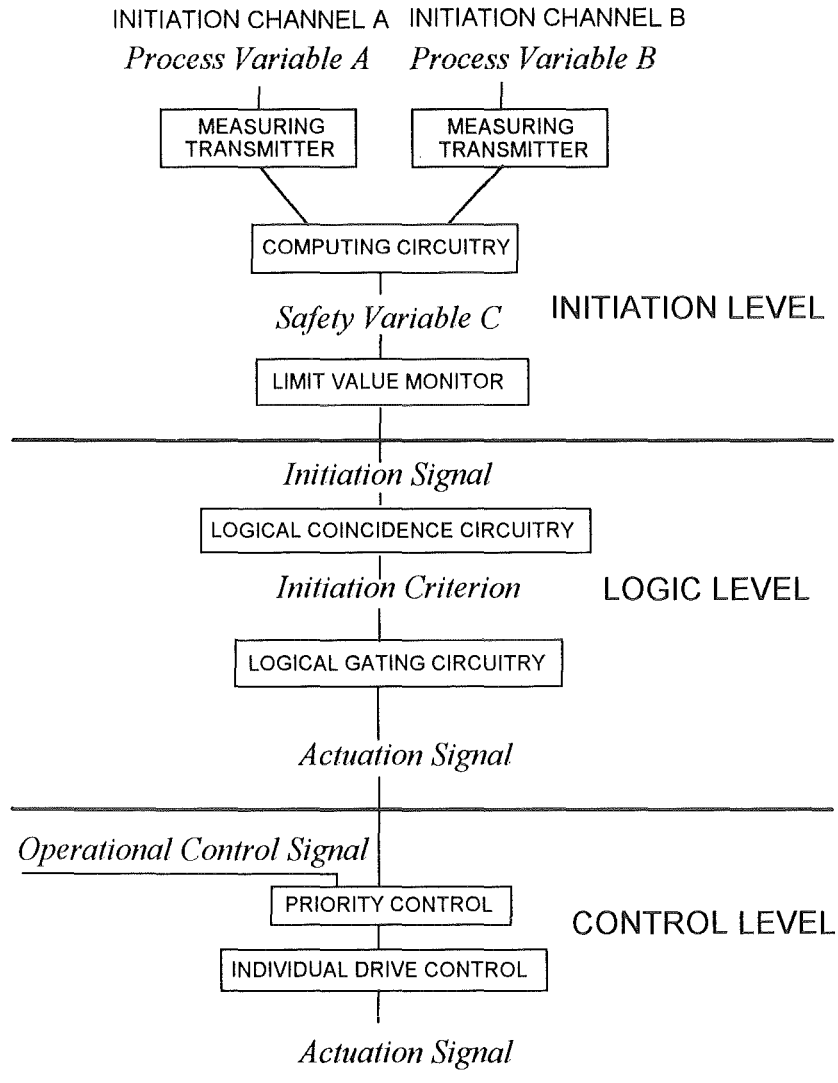 INITIATION CHANNEL A INITIATION CHANNEL B
Process Variable A Process Variable B
MEASURING TRANSMITTER
MEASURING TRANSMITTER
COMPUTING CIRCUITRY
Safety Variable C
INITIATION LEVEL
LIMIT VALUE MONITOR
Initiation Signal
LOGICAL COINCIDENCE CIRCUITRY
Initiation Criterion
LOGIC LEVEL
LOGICAL GATING CIRCUITRY
Actuation Signal
Operational Control Signal
PRIORITY CONTROL
CONTROL LEVEL
INDIVIDUAL DRIVE CONTROL
Actuation Signal